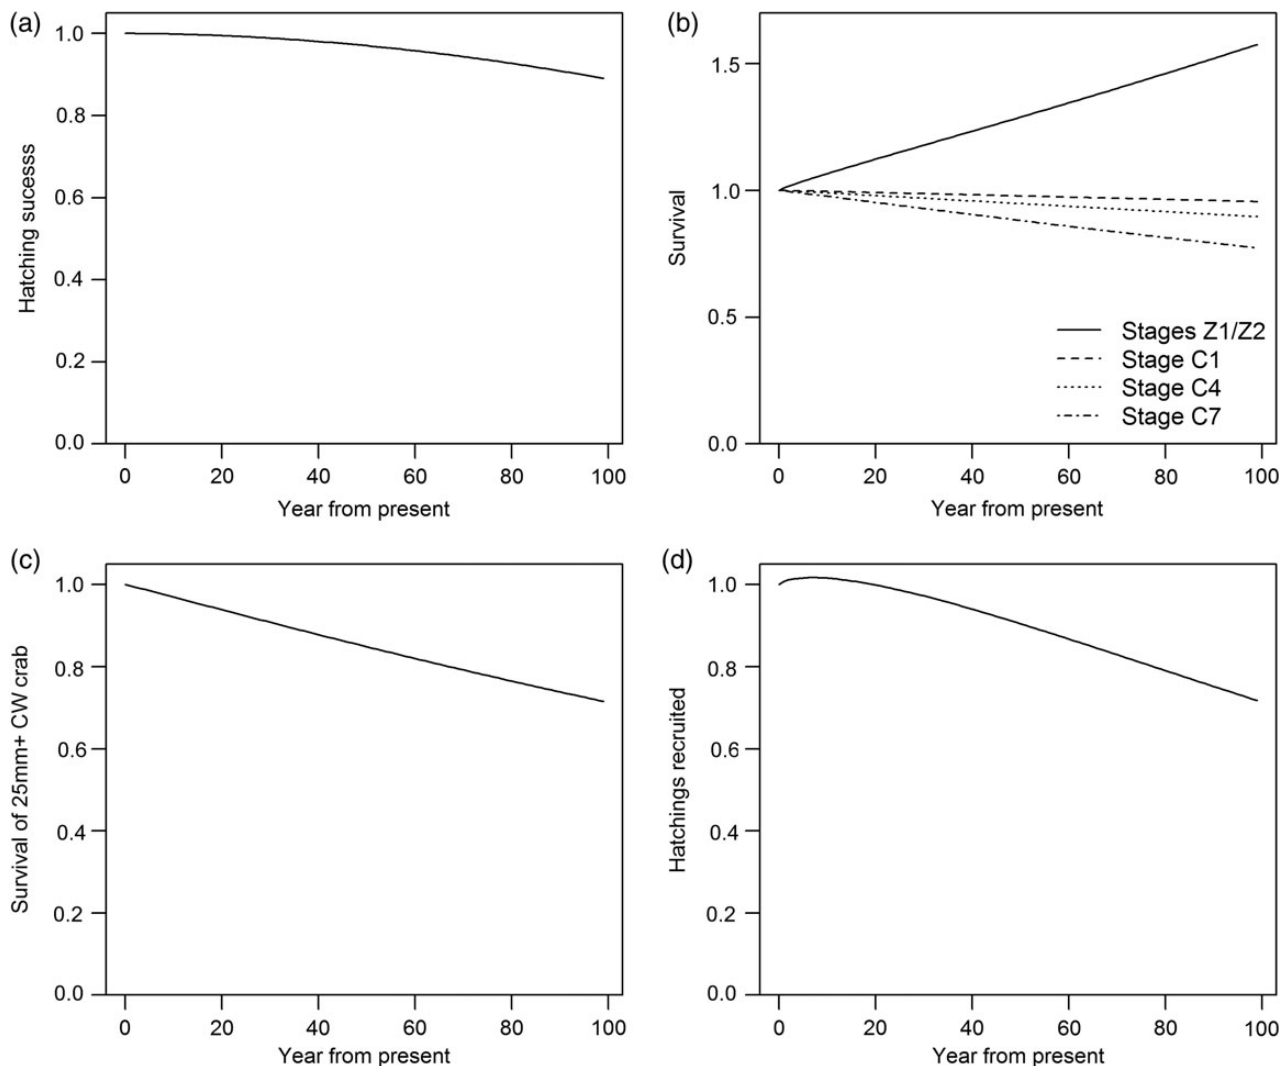 (a)
1.0
0.8
0.6
0.4
0.2
0.0
Hatching sucesss
0 20 40 60 80 100
Year from present
(b)
1.5
1.0
0.5
0.0
Survival
Stages Z1/Z2
Stage C1
Stage C4
Stage C7
0 20 40 60 80 100
Year from present
(c)
1.0
0.8
0.6
0.4
0.2
0.0
Survival of 25mm+ CW crab
0 20 40 60 80 100
Year from present
(d)
1.0
0.8
0.6
0.4
0.2
0.0
Hatchings recruited
0 20 40 60 80 100
Year from present